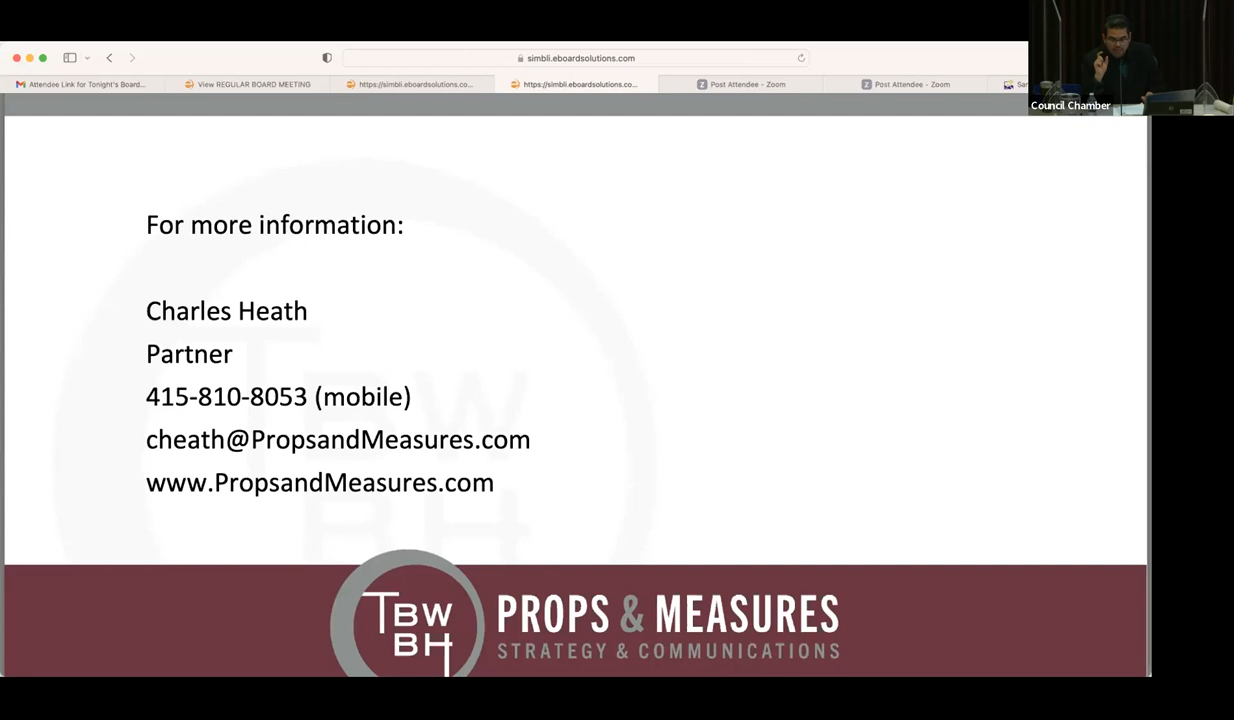 simbli.eboardsolutions.com
Attendee Link for Tonight's Board...
View REGULAR BOARD MEETING
https://simbli.eboardsolutions.co...
https://simbli.eboardsolutions.co...
Post Attendee - Zoom
Post Attendee - Zoom
Council Chamber
For more information:
Charles Heath
Partner
415-810-8053 (mobile)
cheath@PropsandMeasures.com
www.PropsandMeasures.com
TBW
BH
TBW
BH
PROPS & MEASURES
STRATEGY & COMMUNICATIONS